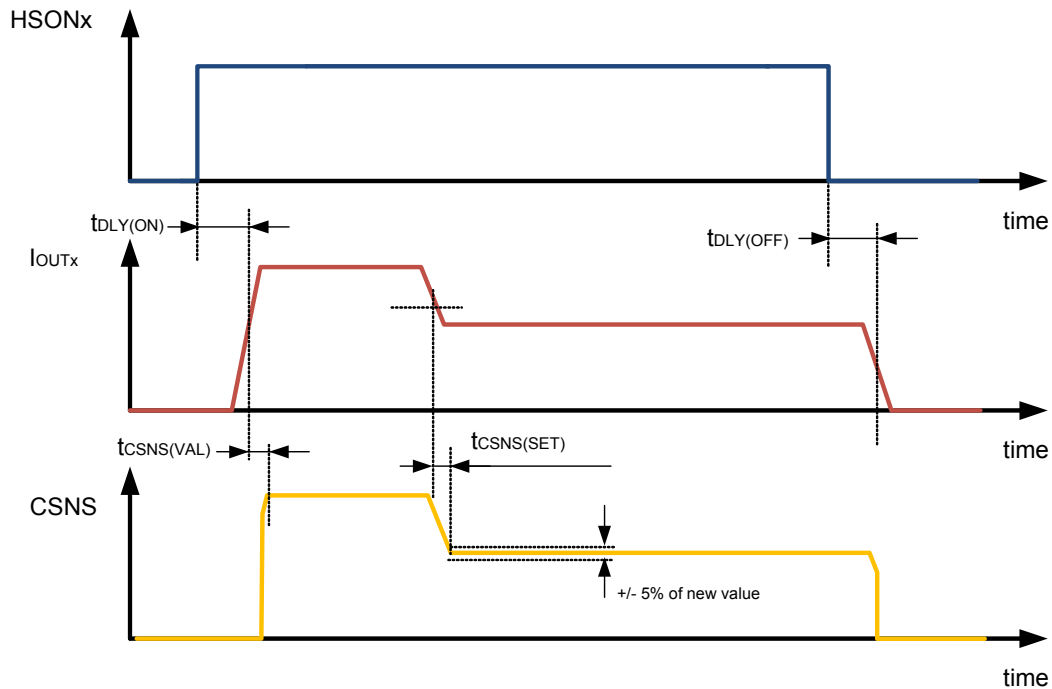 HSONx
time
tDLY(ON)
tDLY(OFF)
IOUTx
time
tCSNS(VAL)
tCSNS(SET)
CSNS
+/- 5% of new value
time